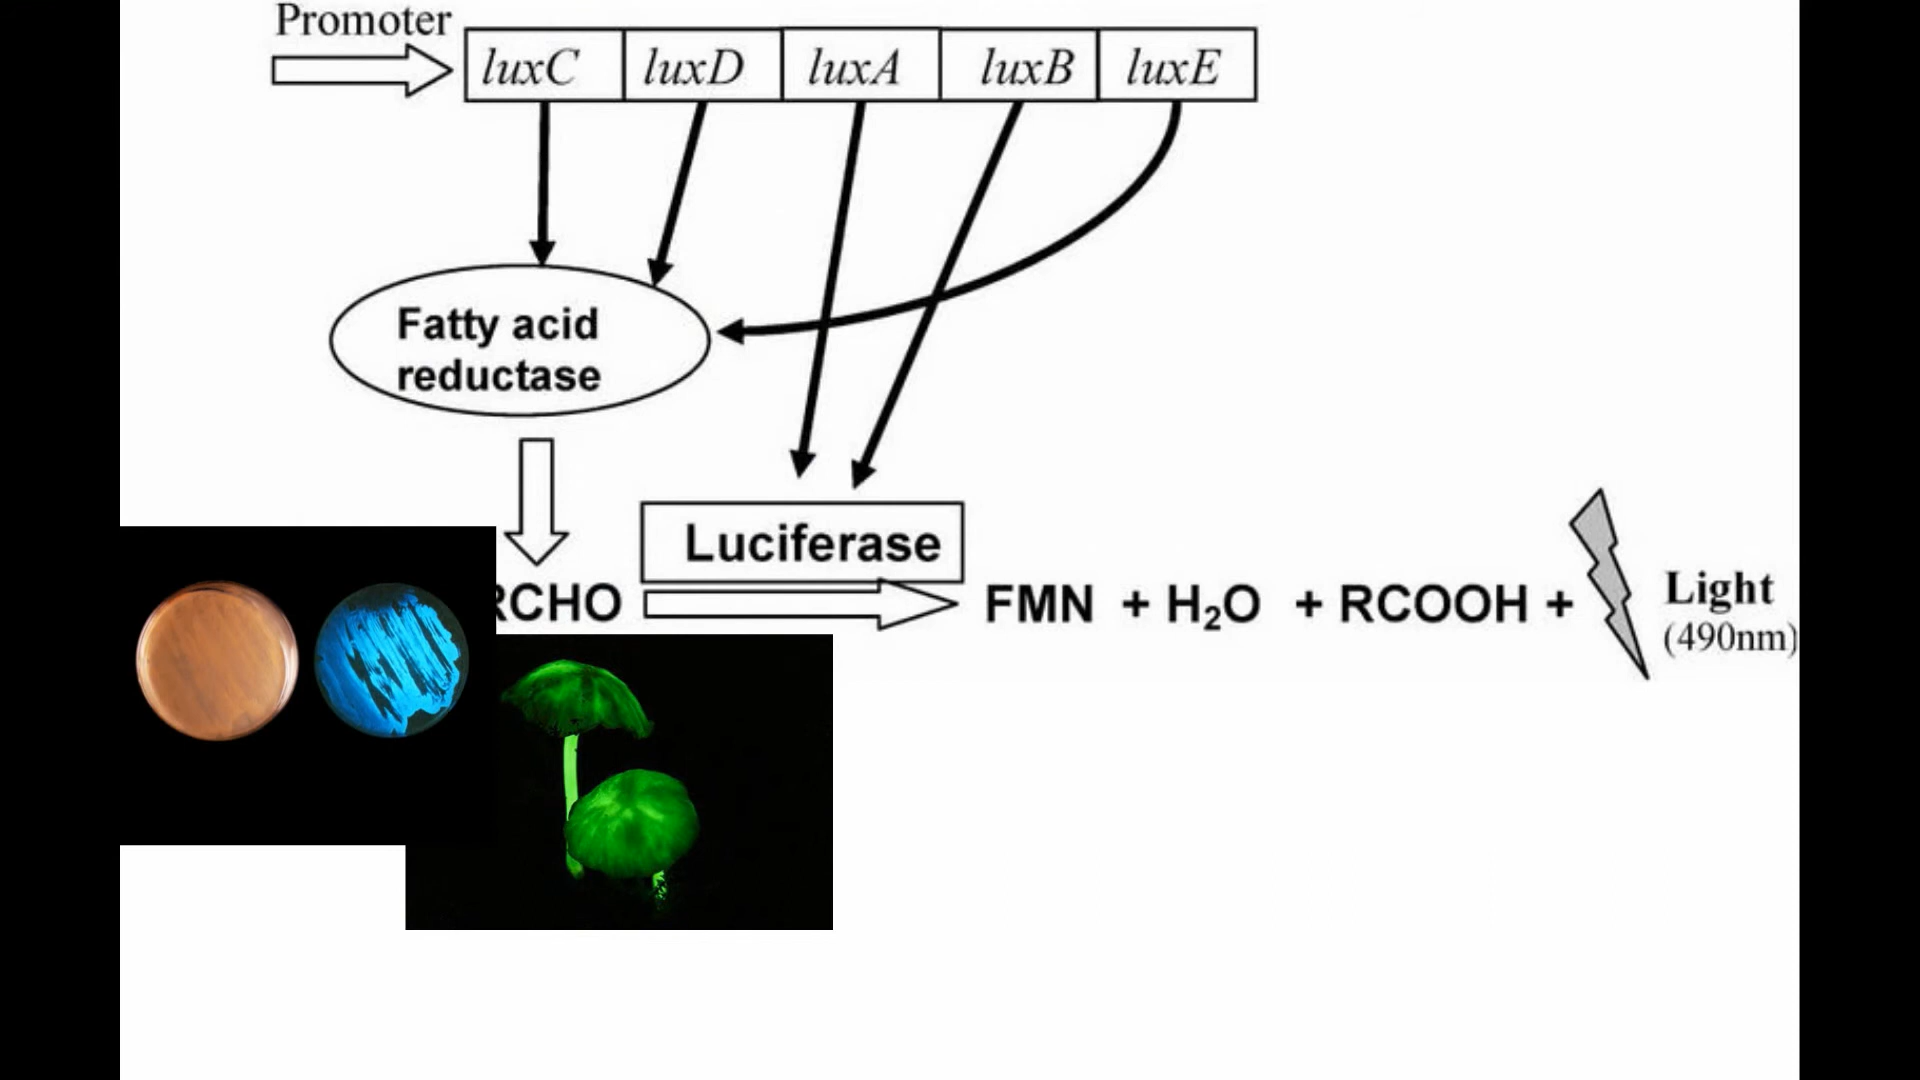 Promoter
luxC luxD luxA luxB luxE
Fatty acid
reductase
Luciferase
RCHO FMN + H₂O + RCOOH + Light
(490nm)